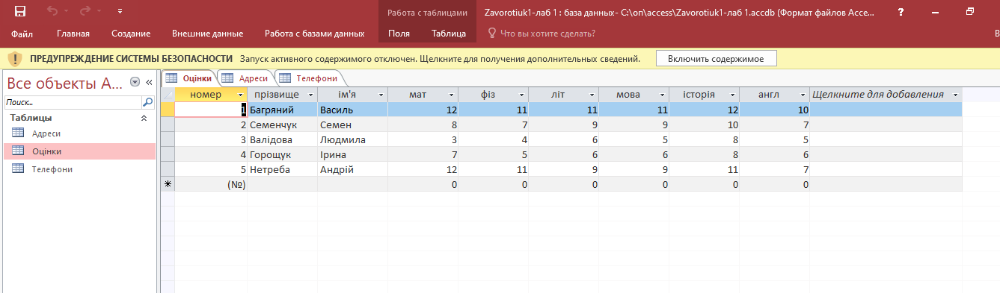 Работа с таблицами
Zavorotiuk1-лаб 1 : база данных- C:\оп\access\Zavorotiuk1-лаб 1.accdb (Формат файлов Acce...
?
Файл Главная Создание Внешние данные Работа с базами данных Поля Таблица Что вы хотите сделать? В
! ПРЕДУПРЕЖДЕНИЕ СИСТЕМЫ БЕЗОПАСНОСТИ Запуск активного содержимого отключен. Щелкните для получения дополнительных сведений. Включить содержимое
Все объекты A... «
Поиск...
Таблицы
Адреси
Оцінки
Телефони
Оцінки Адреси Телефони
номер прізвище ім'я мат фіз літ мова історія англ Щелкните для добавления
1 Багряний Василь 12 11 11 11 12 10
2 Семенчук Семен 8 7 9 9 10 7
3 Валідова Людмила 3 4 6 5 8 5
4 Горощук Ірина 7 5 6 6 8 6
5 Нетреба Андрій 12 11 9 9 11 7
* (№) 0 0 0 0 0 0